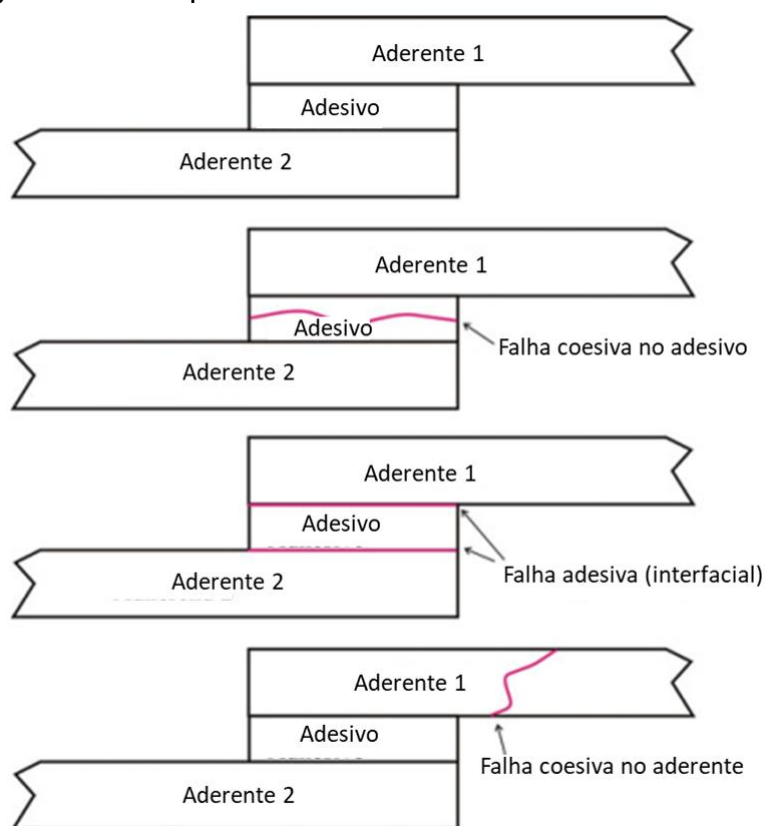 Aderente 1
Adesivo
Aderente 2
Aderente 1
Adesivo
Falha coesiva no adesivo
Aderente 2
Aderente 1
Adesivo
Falha adesiva (interfacial)
Aderente 2
Aderente 1
Adesivo
Falha coesiva no aderente
Aderente 2